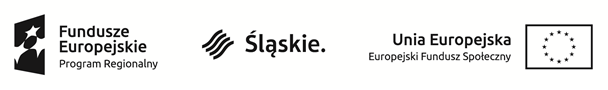 Fundusze
Europejskie
Program Regionalny
Śląskie.
Unia Europejska
Europejski Fundusz Społeczny